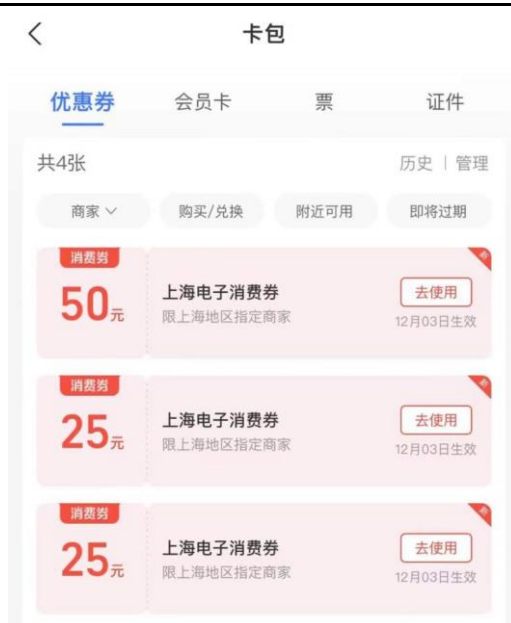 卡包
优惠券 会员卡 票 证件
共4张 历史 | 管理
商家 购买/兑换 附近可用 即将过期
消费券
50元
上海电子消费券
限上海地区指定商家
去使用
12月03日生效
消费券
25元
上海电子消费券
限上海地区指定商家
去使用
12月03日生效
消费券
25元
上海电子消费券
限上海地区指定商家
去使用
12月03日生效